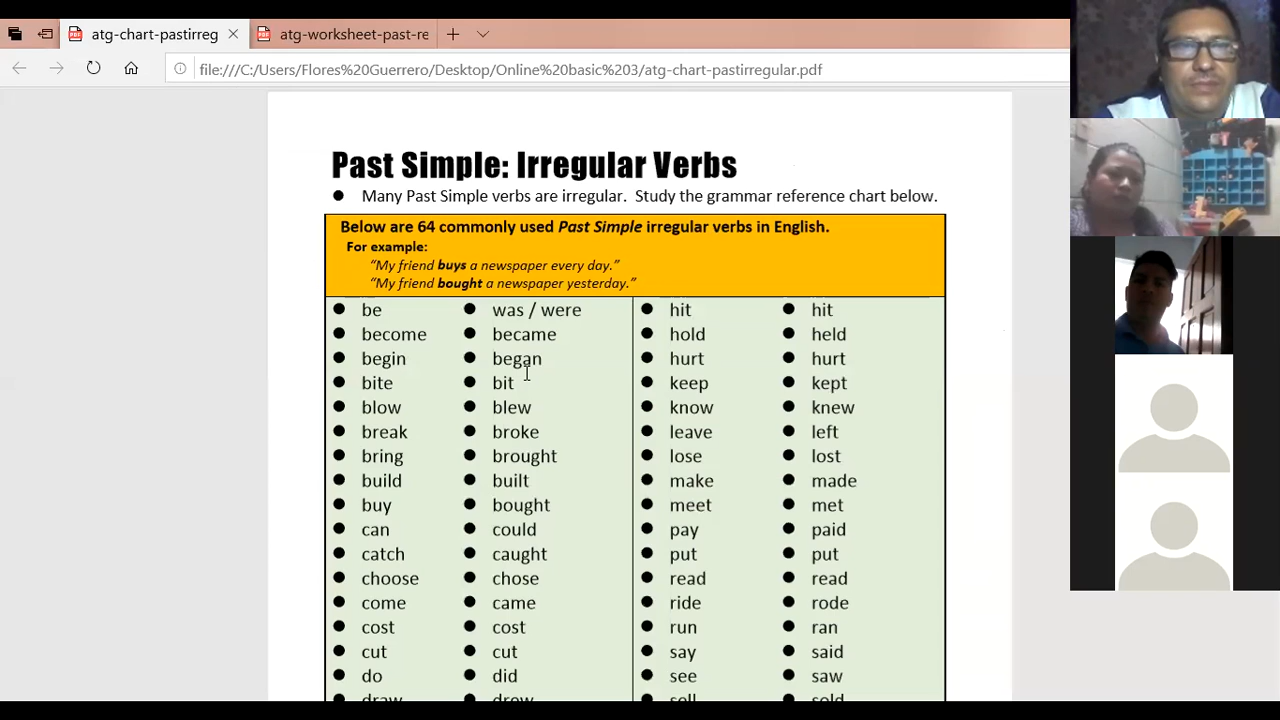 atg-chart-pastirreg
atg-worksheet-past-re
file:///C:/Users/Flores%20Guerrero/Desktop/Online%20basic%203/atg-chart-pastirregular.pdf
Past Simple: Irregular Verbs
Many Past Simple verbs are irregular. Study the grammar reference chart below.
Below are 64 commonly used Past Simple irregular verbs in English.
For example:
“My friend buys a newspaper every day.”
“My friend bought a newspaper yesterday.”
be was / were hit hit
become became hold held
begin began hurt hurt
bite bit keep kept
blow blew know knew
break broke leave left
bring brought lose lost
build built make made
buy bought meet met
can could pay paid
catch caught put put
choose chose read read
come came ride rode
cost cost run ran
cut cut say said
do did see saw
draw drew sell sold